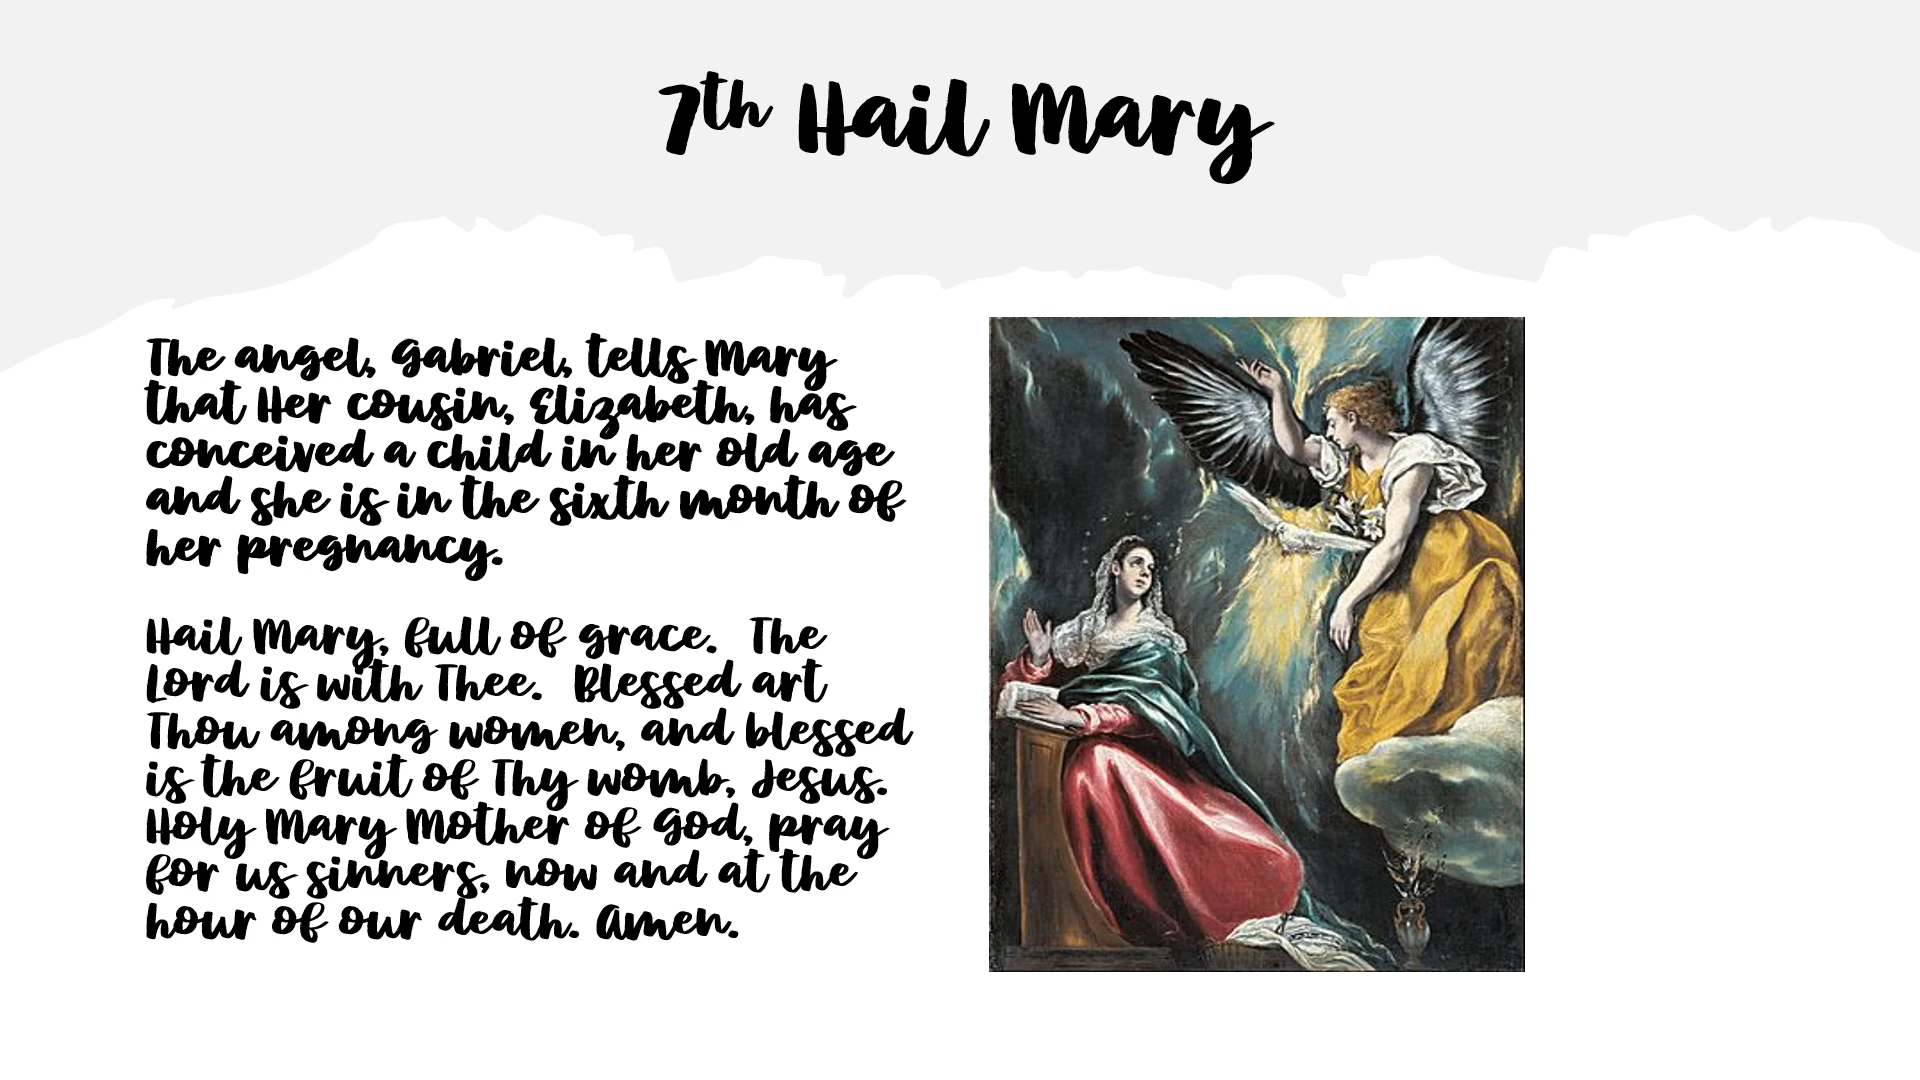 7th Hail Mary
The angel, Gabriel, tells Mary
that Her cousin, Elizabeth, has
conceived a child in her old age
and she is in the sixth month of
her pregnancy.
Hail Mary, full of grace.  The
Lord is with Thee.  Blessed art
Thou among women, and blessed
is the fruit of Thy womb, Jesus.
Holy Mary Mother of God, pray
for us sinners, now and at the
hour of our death. Amen.